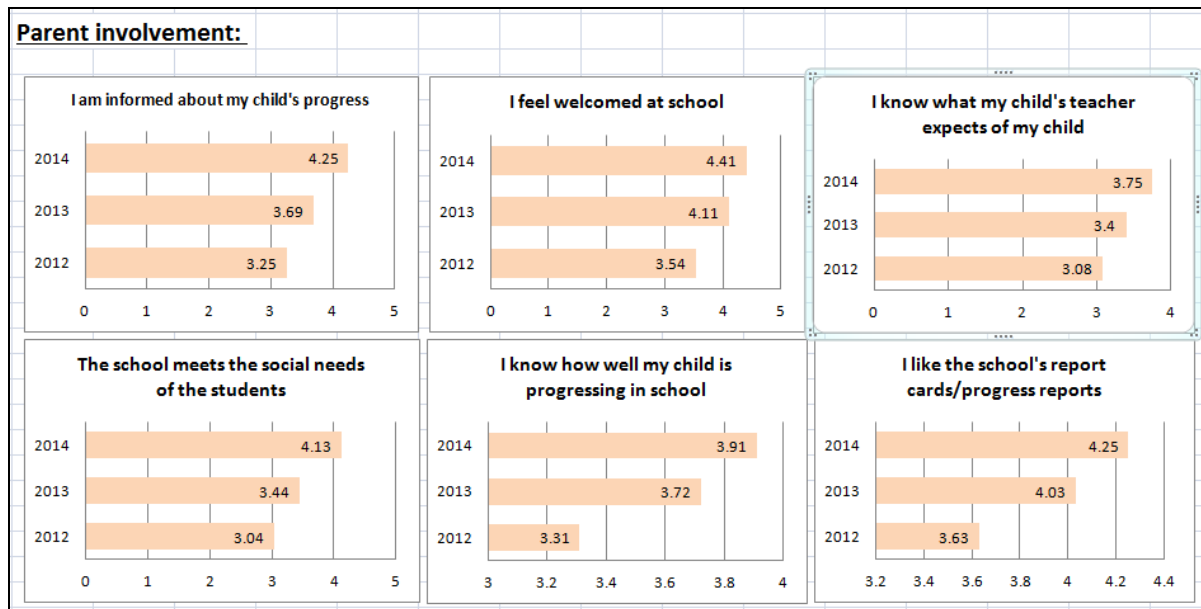 Parent involvement:
I am informed about my child's progress
2014
4.25
2013
3.69
2012
3.25
0 1 2 3 4 5
I feel welcomed at school
2014
4.41
2013
4.11
2012
3.54
0 1 2 3 4 5
I know what my child's teacher
expects of my child
2014
3.75
2013
3.4
2012
3.08
0 1 2 3 4
The school meets the social needs
of the students
2014
4.13
2013
3.44
2012
3.04
0 1 2 3 4 5
I know how well my child is
progressing in school
2014
3.91
2013
3.72
2012
3.31
3 3.2 3.4 3.6 3.8 4
I like the school's report
cards/progress reports
2014
4.25
2013
4.03
2012
3.63
3.2 3.4 3.6 3.8 4 4.2 4.4